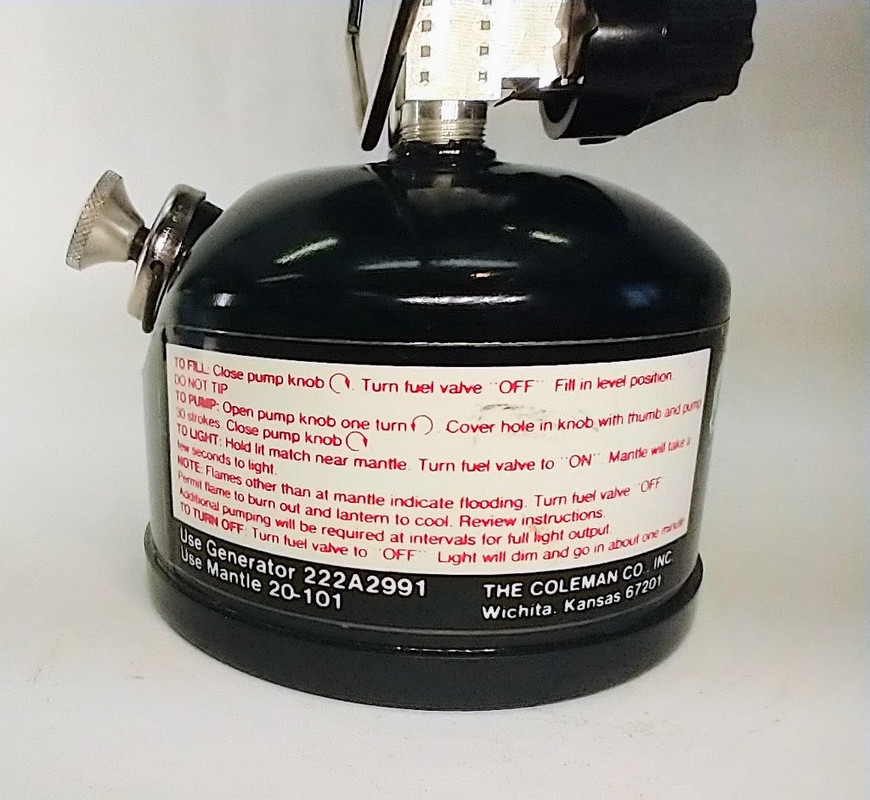 TO FILL: Close pump knob . Turn fuel valve "OFF" Fill in level position.
DO NOT TIP
TO PUMP: Open pump knob one turn . Cover hole in knob with thumb and pump
30 strokes. Close pump knob .
TO LIGHT: Hold lit match near mantle. Turn fuel valve to "ON". Mantle will take a
few seconds to light.
NOTE: Flames other than at mantle indicate flooding. Turn fuel valve "OFF"
Permit flame to burn out and lantern to cool. Review instructions.
Additional pumping will be required at intervals for full light output.
TO TURN OFF: Turn fuel valve to "OFF" Light will dim and go in about one minute
Use Generator 222A2991
Use Mantle 20-101
THE COLEMAN CO., INC.
Wichita, Kansas 67201